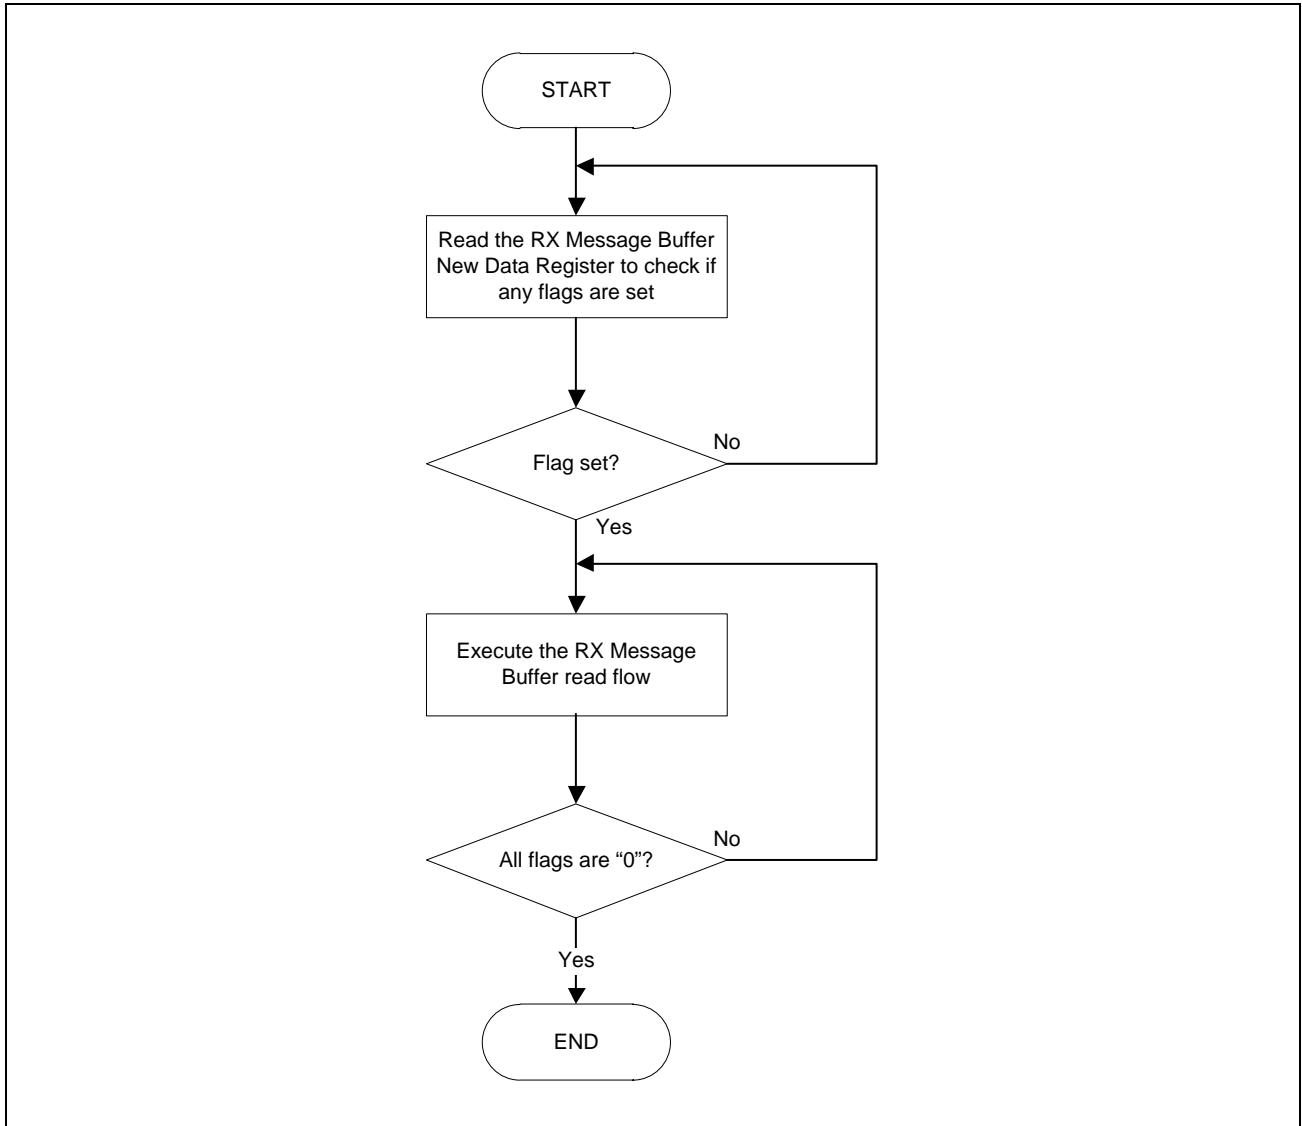 START
Read the RX Message Buffer
New Data Register to check if
any flags are set
No
Flag set?
Yes
Execute the RX Message
Buffer read flow
No
All flags are “0”?
Yes
END